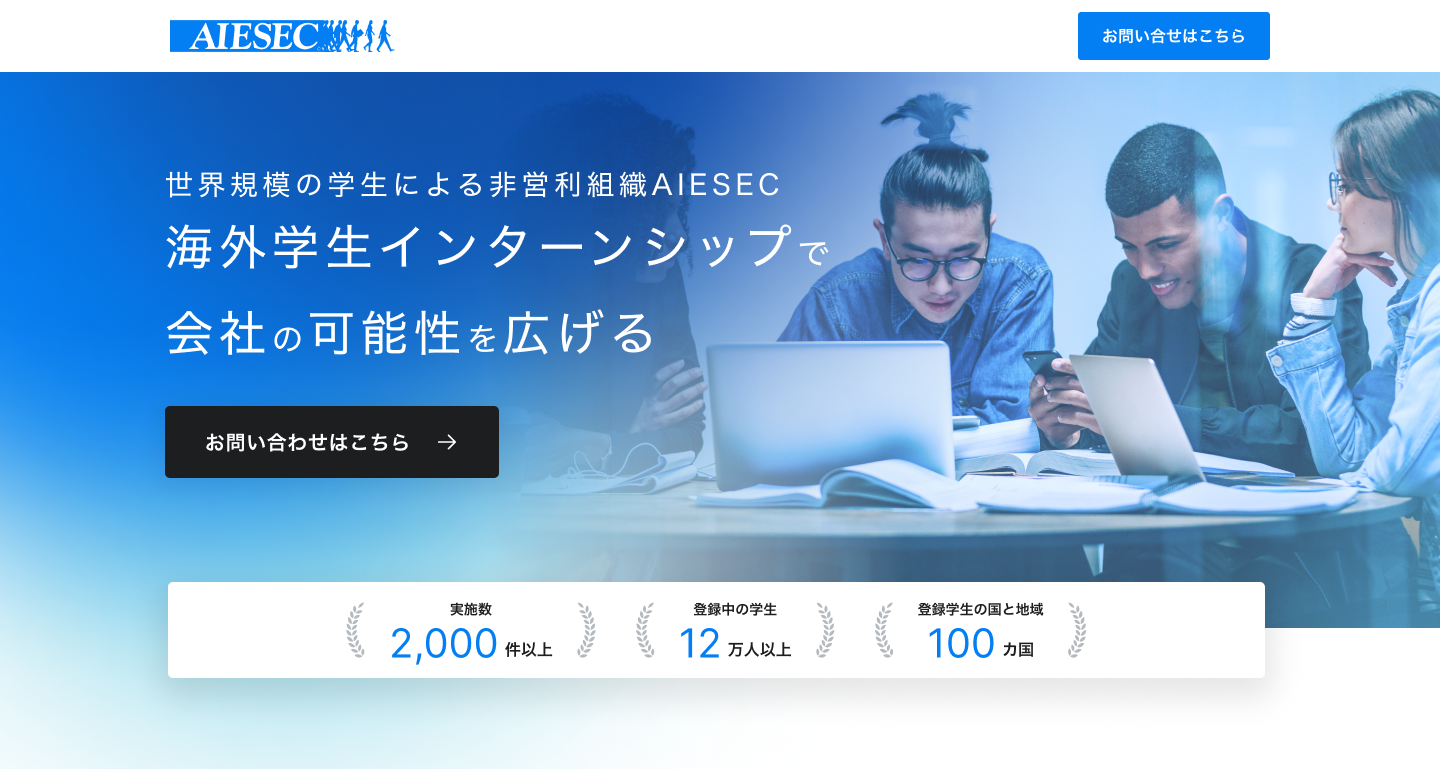 AIESEC
お問い合せはこちら
世界規模の学生による非営利組織AIESEC
海外学生インターンシップで
会社の可能性を広げる
お問い合わせはこちら →
実施数
2,000 件以上
登録中の学生
12 万人以上
登録学生の国と地域
100 カ国